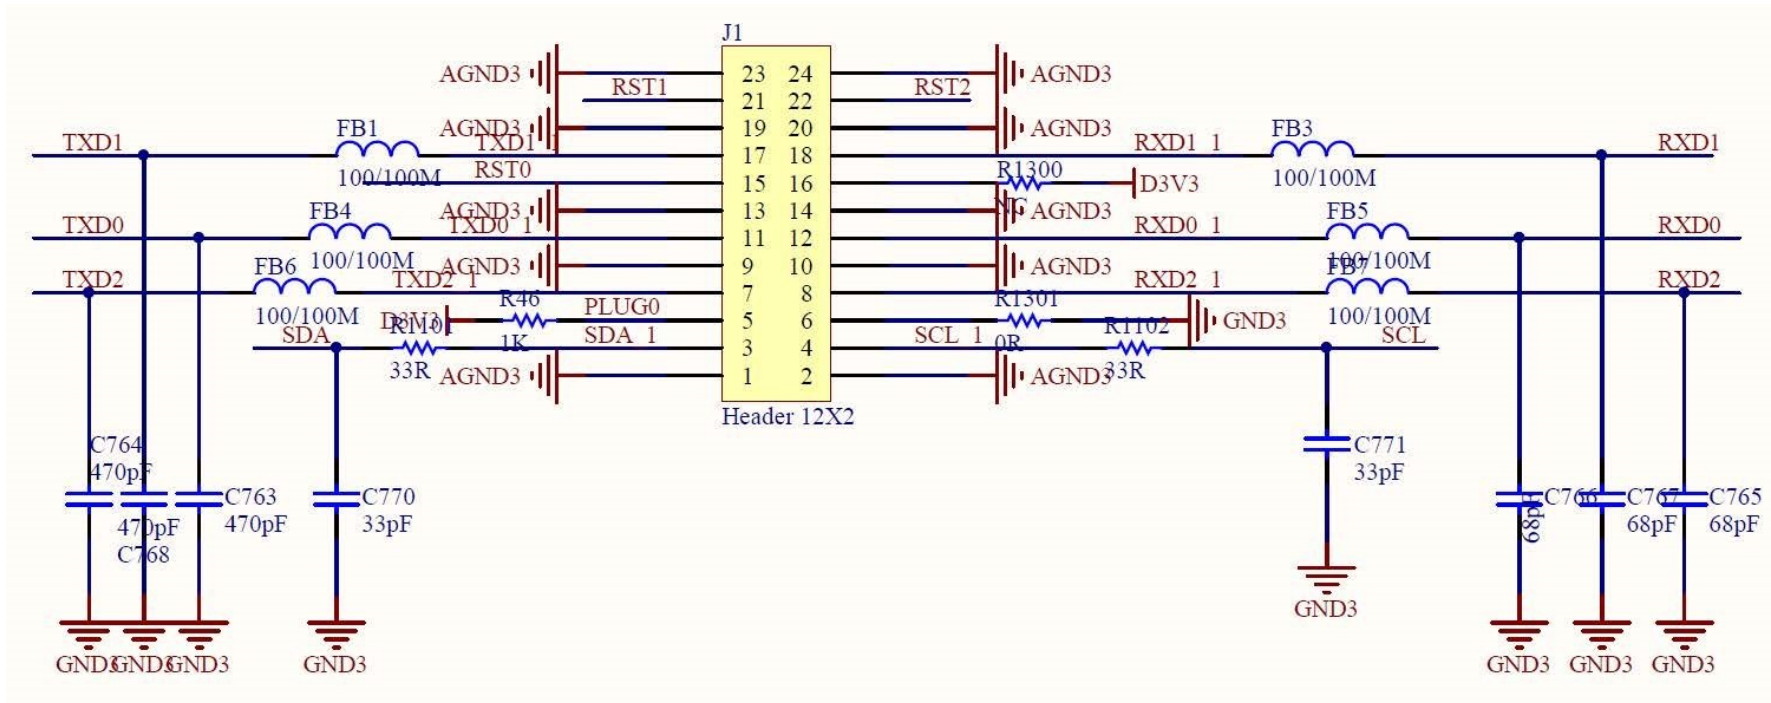 J1
AGND3 23 24 AGND3
RST1 21 22 RST2
AGND3 19 20 AGND3
TXD1 FB1 TXD1_1 17 18 RXD1_1 FB3 RXD1
100/100M RST0 15 16 R1300 D3V3 100/100M
AGND3 13 14 NC AGND3
TXD0 FB4 TXD0_1 11 12 RXD0_1 FB5 RXD0
100/100M AGND3 9 10 AGND3 100/100M
TXD2 FB6 TXD2_1 7 8 RXD2_1 FB7 RXD2
100/100M D3V3 R46 PLUG0 5 6 R1301 GND3 100/100M
SDA R1101 1K SDA_1 3 4 SCL_1 0R R1102 SCL
33R AGND3 1 2 AGND3 33R
Header 12X2
C764
470pF
C771
33pF
470pF
C768
C763
470pF
C770
33pF
C766
68pF
C767
68pF
C765
68pF
GND3
GND3 GND3 GND3 GND3 GND3 GND3 GND3